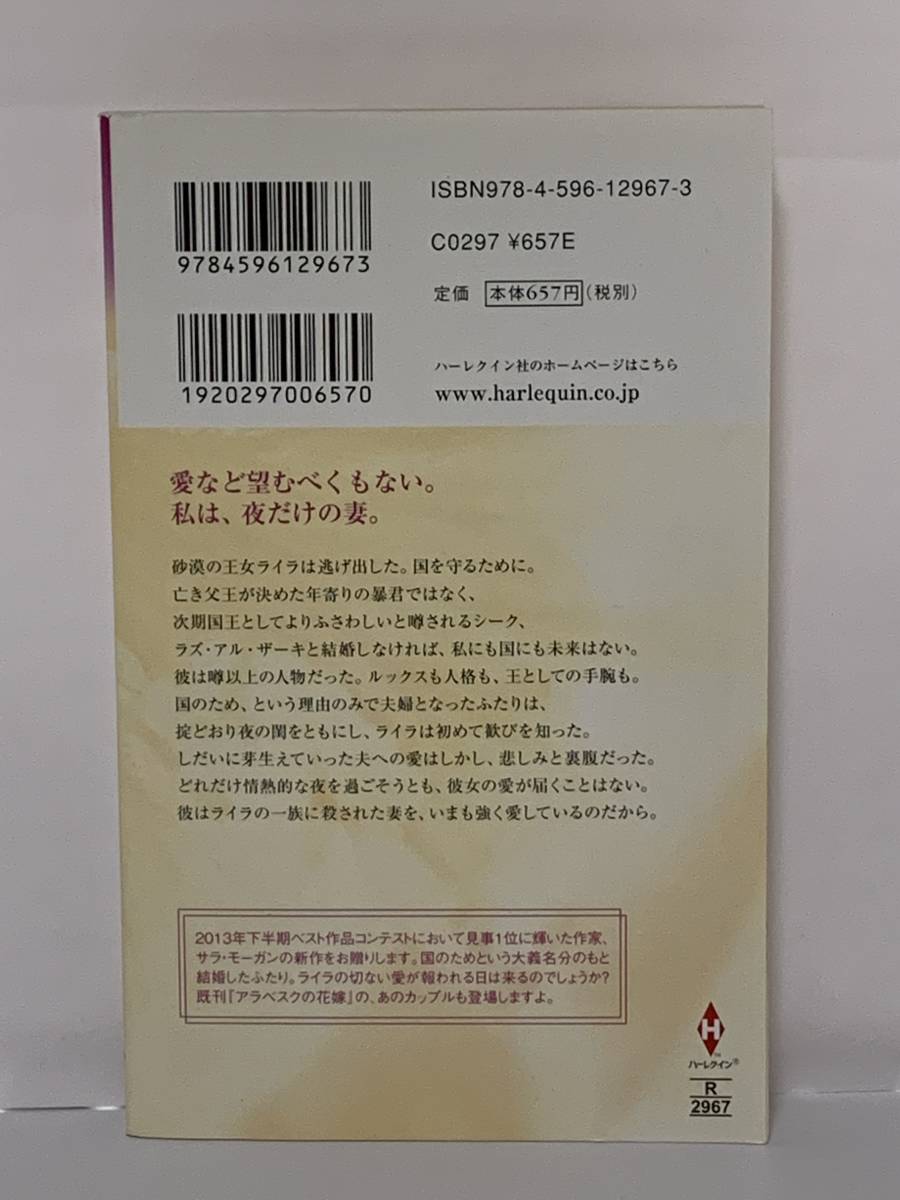 ISBN978-4-596-12967-3
9784596129673
C0297 ¥657E
定価 本体657円(税別)
1920297006570
ハーレクイン社のホームページはこちら
www.harlequin.co.jp
愛など望むべくもない。
私は、夜だけの妻。
砂漠の王女ライラは逃げ出した。国を守るために。
亡き父王が決めた年寄りの暴君ではなく、
次期国王としてよりふさわしいと噂されるシーク、
ラズ・アル・ザーキと結婚しなければ、私にも国にも未来はない。
彼は噂以上の人物だった。ルックスも人格も、王としての手腕も。
国のため、という理由のみで夫婦となったふたりは、
掟どおり夜の閨をともにし、ライラは初めて歓びを知った。
しだいに芽生えていった夫への愛はしかし、悲しみと裏腹だった。
どれだけ情熱的な夜を過ごそうとも、彼女の愛が届くことはない。
彼はライラの一族に殺された妻を、いまも強く愛しているのだから。
2013年下半期ベスト作品コンテストにおいて見事1位に輝いた作家、
サラ・モーガンの新作をお贈りします。国のためという大義名分のもと
結婚したふたり。ライラの切ない愛が報われる日は来るのでしょうか?
既刊『アラベスクの花嫁』の、あのカップルも登場しますよ。
H
™
ハーレクイン®
R
2967